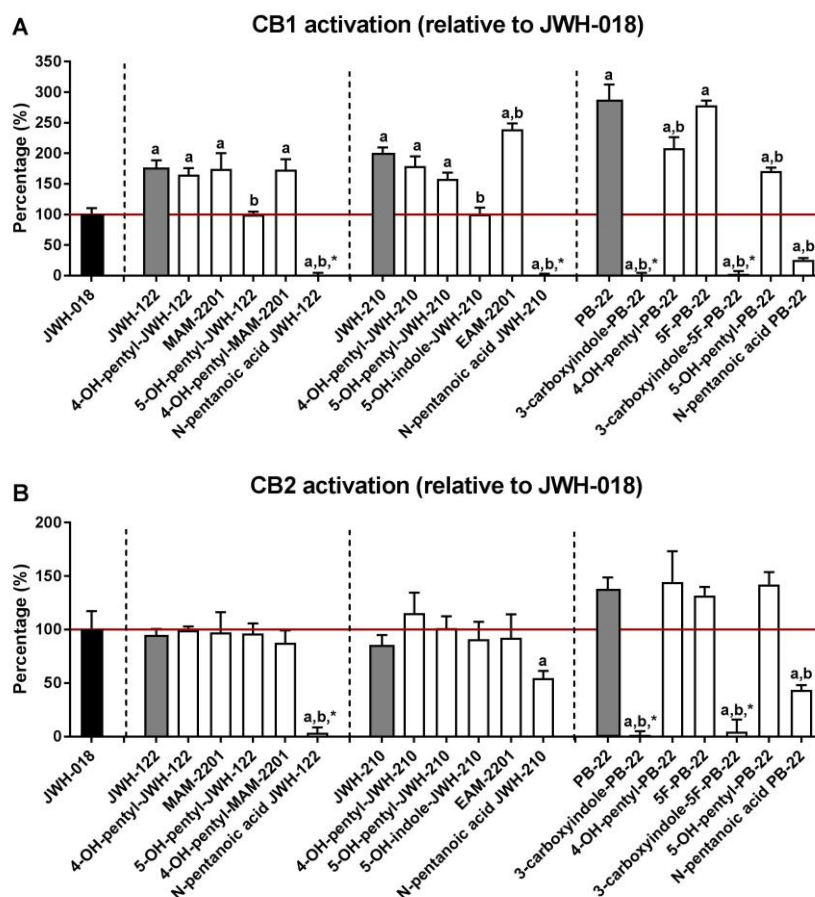 A
CB1 activation (relative to JWH-018)
Percentage (%)
350
300
250
200
150
100
50
0
a
a
a
b
a
a,b,*
a
a
a
b
a,b
a,b,*
a
a,b,*
a,b
a
a,b,*
a,b
a,b
JWH-018
JWH-122
4-OH-pentyl-JWH-122
MAM-2201
5-OH-pentyl-JWH-122
4-OH-pentyl-MAM-2201
N-pentanoic acid JWH-122
JWH-210
4-OH-pentyl-JWH-210
5-OH-pentyl-JWH-210
5-OH-indole-JWH-210
EAM-2201
N-pentanoic acid JWH-210
PB-22
3-carboxyindole-PB-22
4-OH-pentyl-PB-22
5F-PB-22
3-carboxyindole-5F-PB-22
5-OH-pentyl-PB-22
N-pentanoic acid PB-22
B
CB2 activation (relative to JWH-018)
Percentage (%)
200
150
100
50
0
a,b,*
a
a,b,*
a,b,*
a,b
JWH-018
JWH-122
4-OH-pentyl-JWH-122
MAM-2201
5-OH-pentyl-JWH-122
4-OH-pentyl-MAM-2201
N-pentanoic acid JWH-122
JWH-210
4-OH-pentyl-JWH-210
5-OH-pentyl-JWH-210
5-OH-indole-JWH-210
EAM-2201
N-pentanoic acid JWH-210
PB-22
3-carboxyindole-PB-22
4-OH-pentyl-PB-22
5F-PB-22
3-carboxyindole-5F-PB-22
5-OH-pentyl-PB-22
N-pentanoic acid PB-22